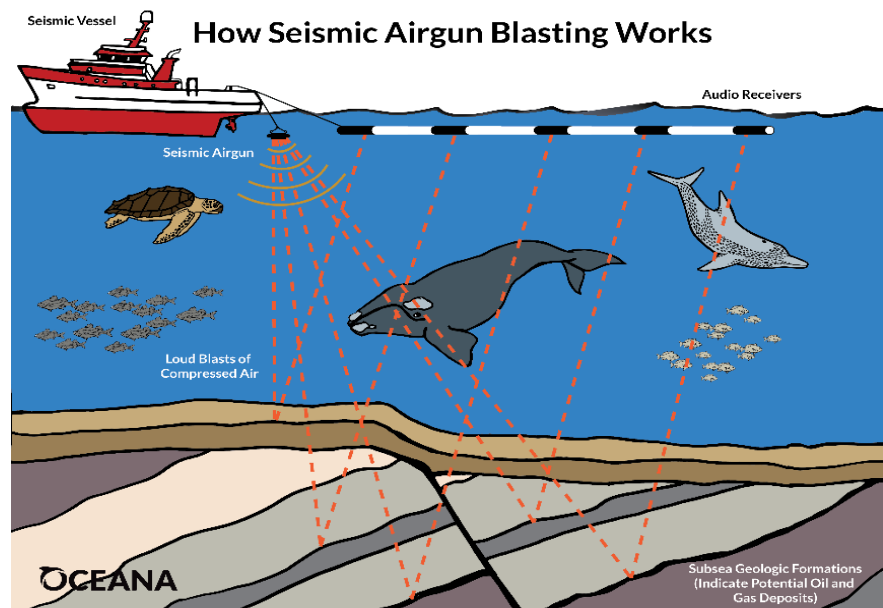 Seismic Vessel
How Seismic Airgun Blasting Works
Audio Receivers
Seismic Airgun
Loud Blasts of
Compressed Air
OCEANA
Subsea Geologic Formations
(Indicate Potential Oil and
Gas Deposits)